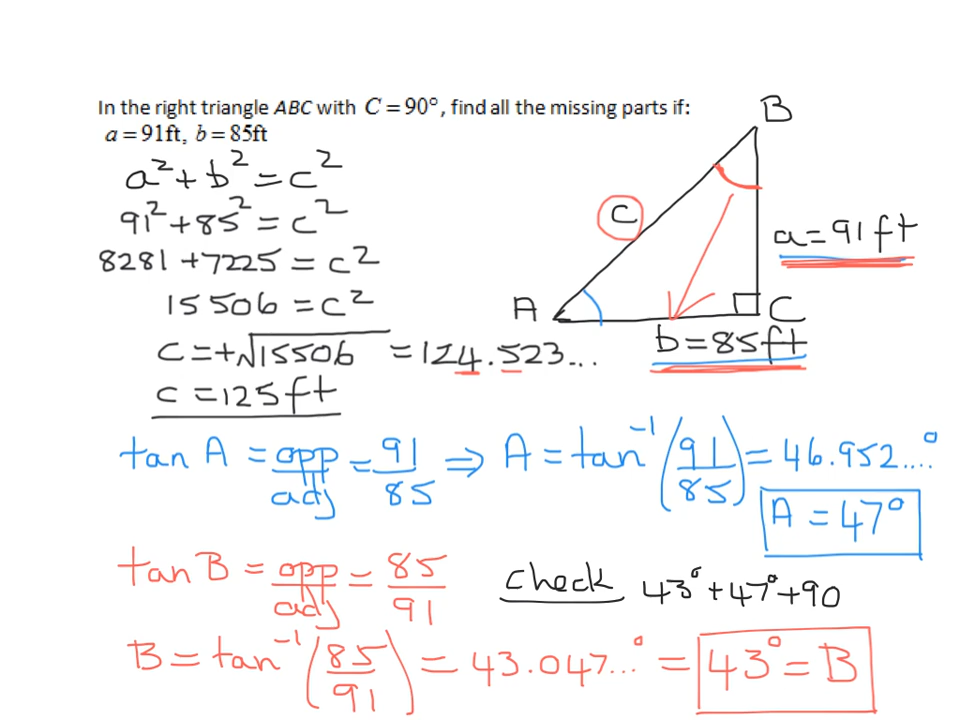 In the right triangle ABC with C = 90°, find all the missing parts if:
a = 91ft, b = 85ft
a² + b² = c²
91² + 85² = c²
8281 + 7225 = c²
15506 = c²
c = +√15506 = 124.523...
c = 125ft
B
c
a = 91ft
A
C
b = 85ft
tan A = opp/adj = 91/85 ⇒ A = tan⁻¹(91/85) = 46.952...°
A = 47°
tan B = opp/adj = 85/91
check 43° + 47° + 90
B = tan⁻¹(85/91) = 43.047...° = 43° = B